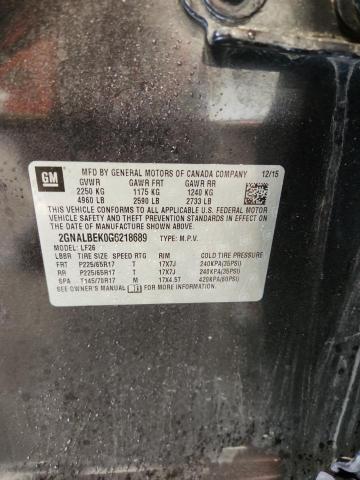 GM
MFD BY GENERAL MOTORS OF CANADA COMPANY 12/15
GVWR GAWR FRT GAWR RR
2250 KG 1175 KG 1240 KG
4960 LB 2590 LB 2733 LB
THIS VEHICLE CONFORMS TO ALL APPLICABLE U.S. FEDERAL MOTOR
VEHICLE SAFETY AND THEFT PREVENTION STANDARDS IN EFFECT ON
THE DATE OF MANUFACTURE SHOWN ABOVE.
2GNALBEK0G6218689 TYPE: M.P.V.
MODEL: LF26
LBBR TIRE SIZE SPEED RTG RIM COLD TIRE PRESSURE
FRT P225/65R17 T 17X7J 240KPA(35PSI)
RR P225/65R17 T 17X7J 240KPA(35PSI)
SPA T145/70R17 M 17X4.5T 420KPA(60PSI)
SEE OWNER'S MANUAL FOR MORE INFORMATION.